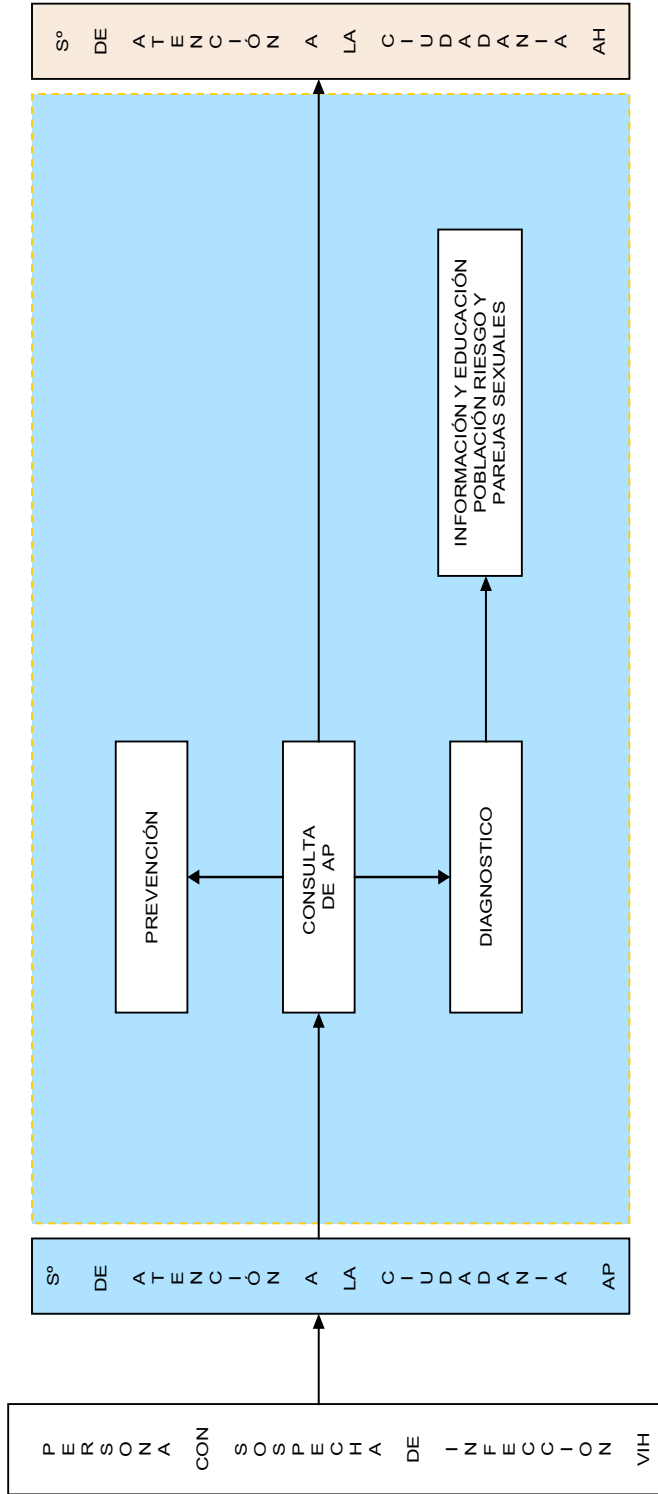 PERSONA
CON
SOSPECHA
DE
INFECCION
VIH
Sº
DE
ATENCIÓN
A
LA
CIUDADANIA
AP
PREVENCIÓN
CONSULTA
DE AP
DIAGNOSTICO
INFORMACIÓN Y EDUCACIÓN
POBLACIÓN RIESGO Y
PAREJAS SEXUALES
Sº
DE
ATENCIÓN
A
LA
CIUDADANIA
AH